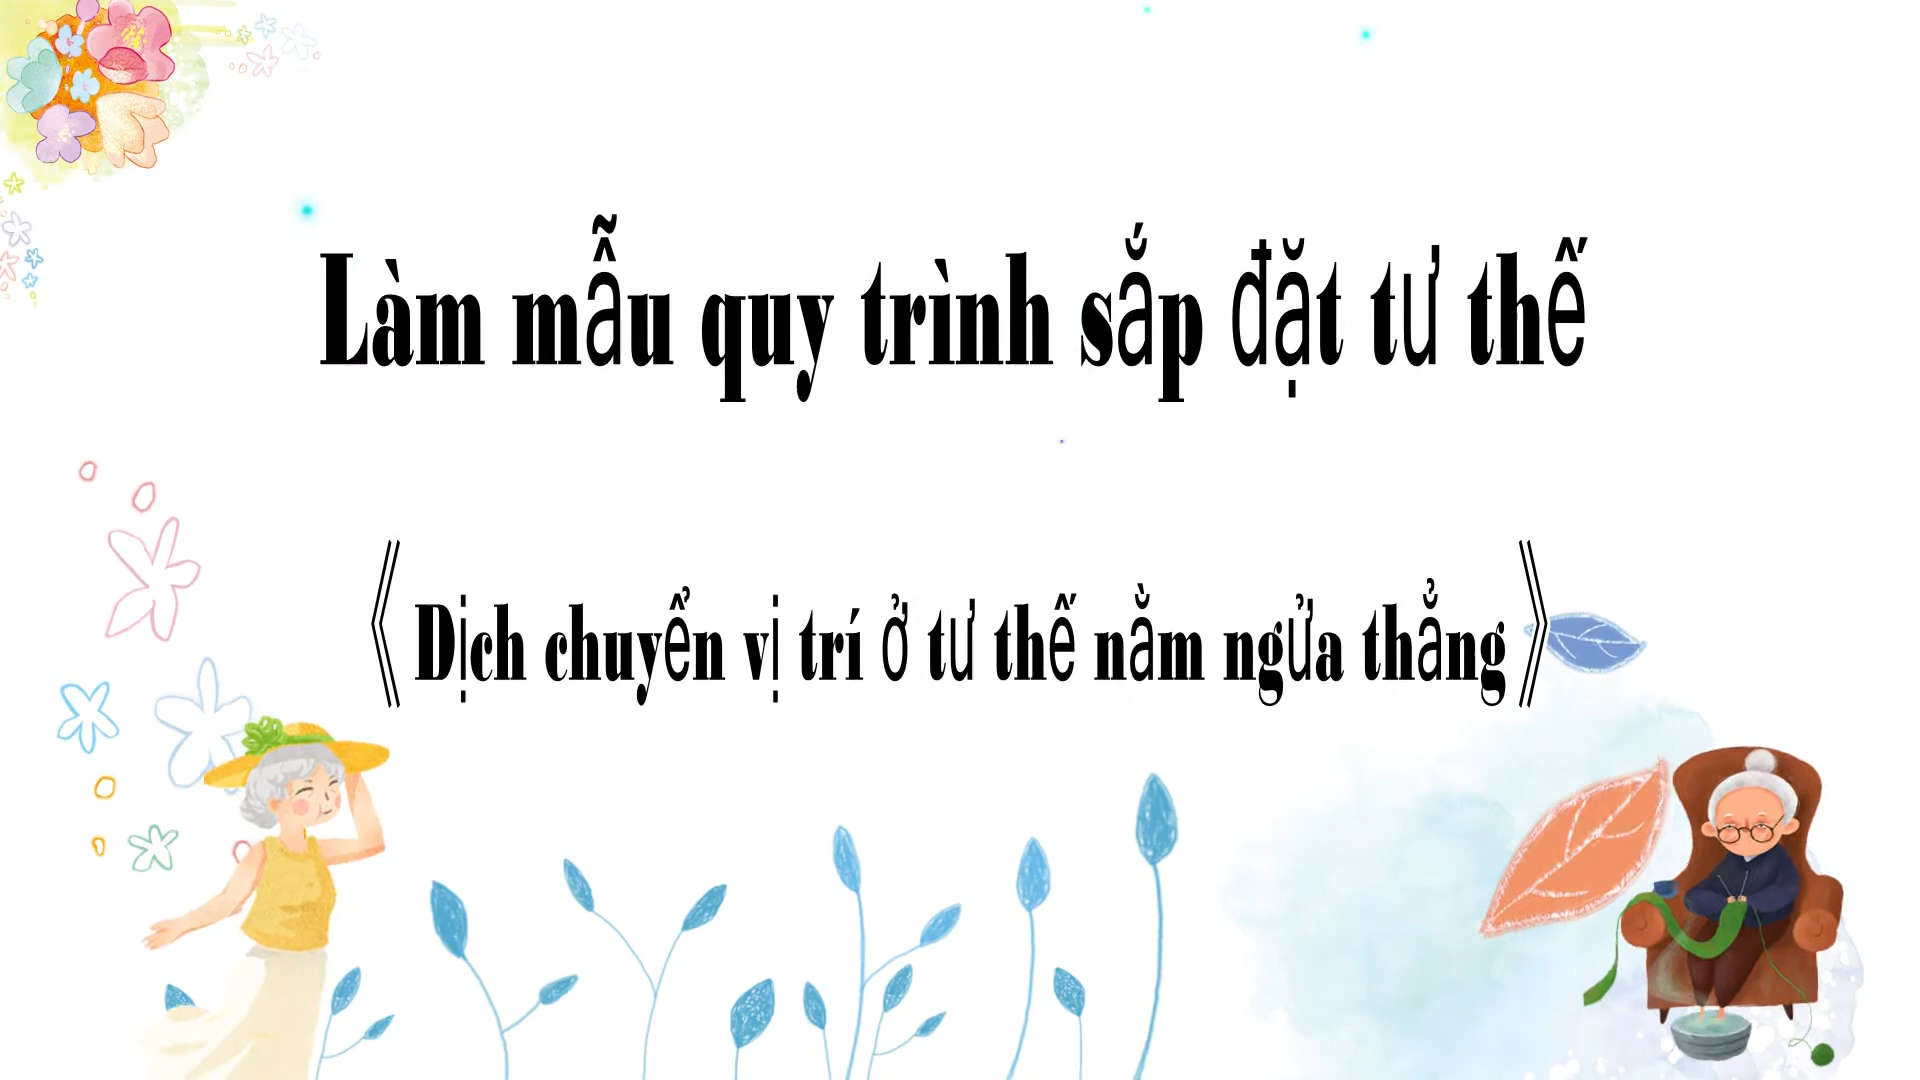 Làm mẫu quy trình sắp đặt tư thế
《Dịch chuyển vị trí ở tư thế nằm ngửa thẳng》